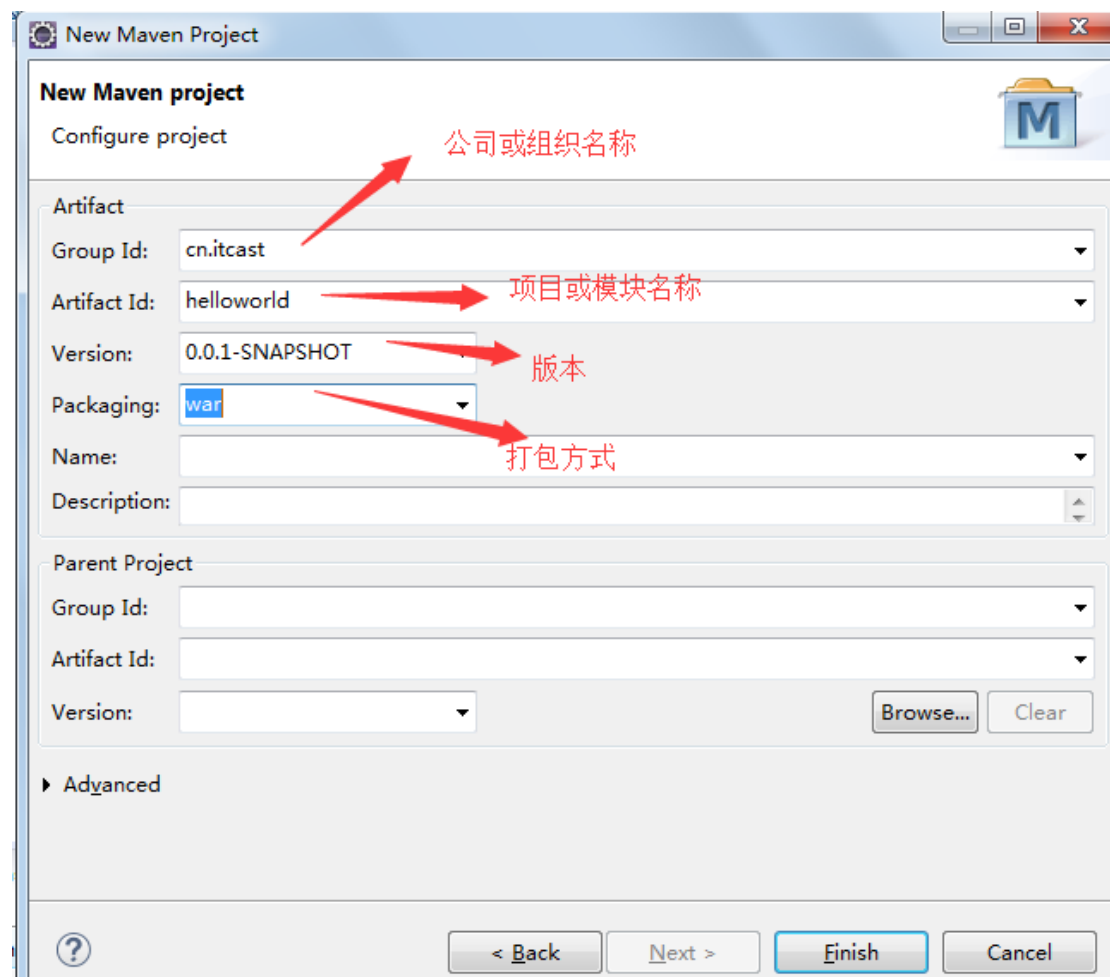 New Maven Project
New Maven project
Configure project
公司或组织名称
M
Artifact
Group Id:
cn.itcast
Artifact Id:
helloworld
项目或模块名称
Version:
0.0.1-SNAPSHOT
版本
Packaging:
war
打包方式
Name:
Description:
Parent Project
Group Id:
Artifact Id:
Version:
Browse...
Clear
Advanced
?
< Back
Next >
Finish
Cancel